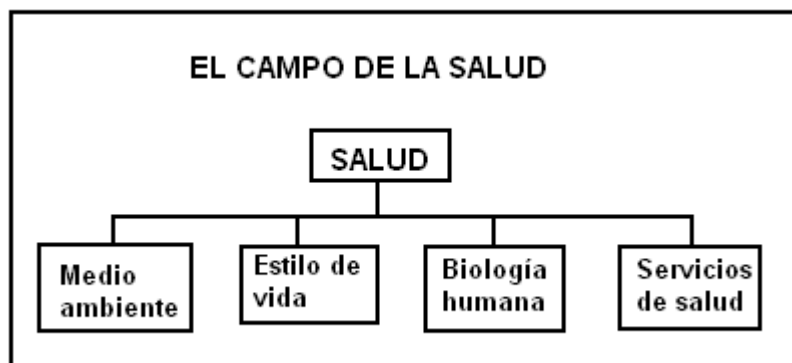 EL CAMPO DE LA SALUD
SALUD
Medio
ambiente
Estilo de
vida
Biología
humana
Servicios
de salud